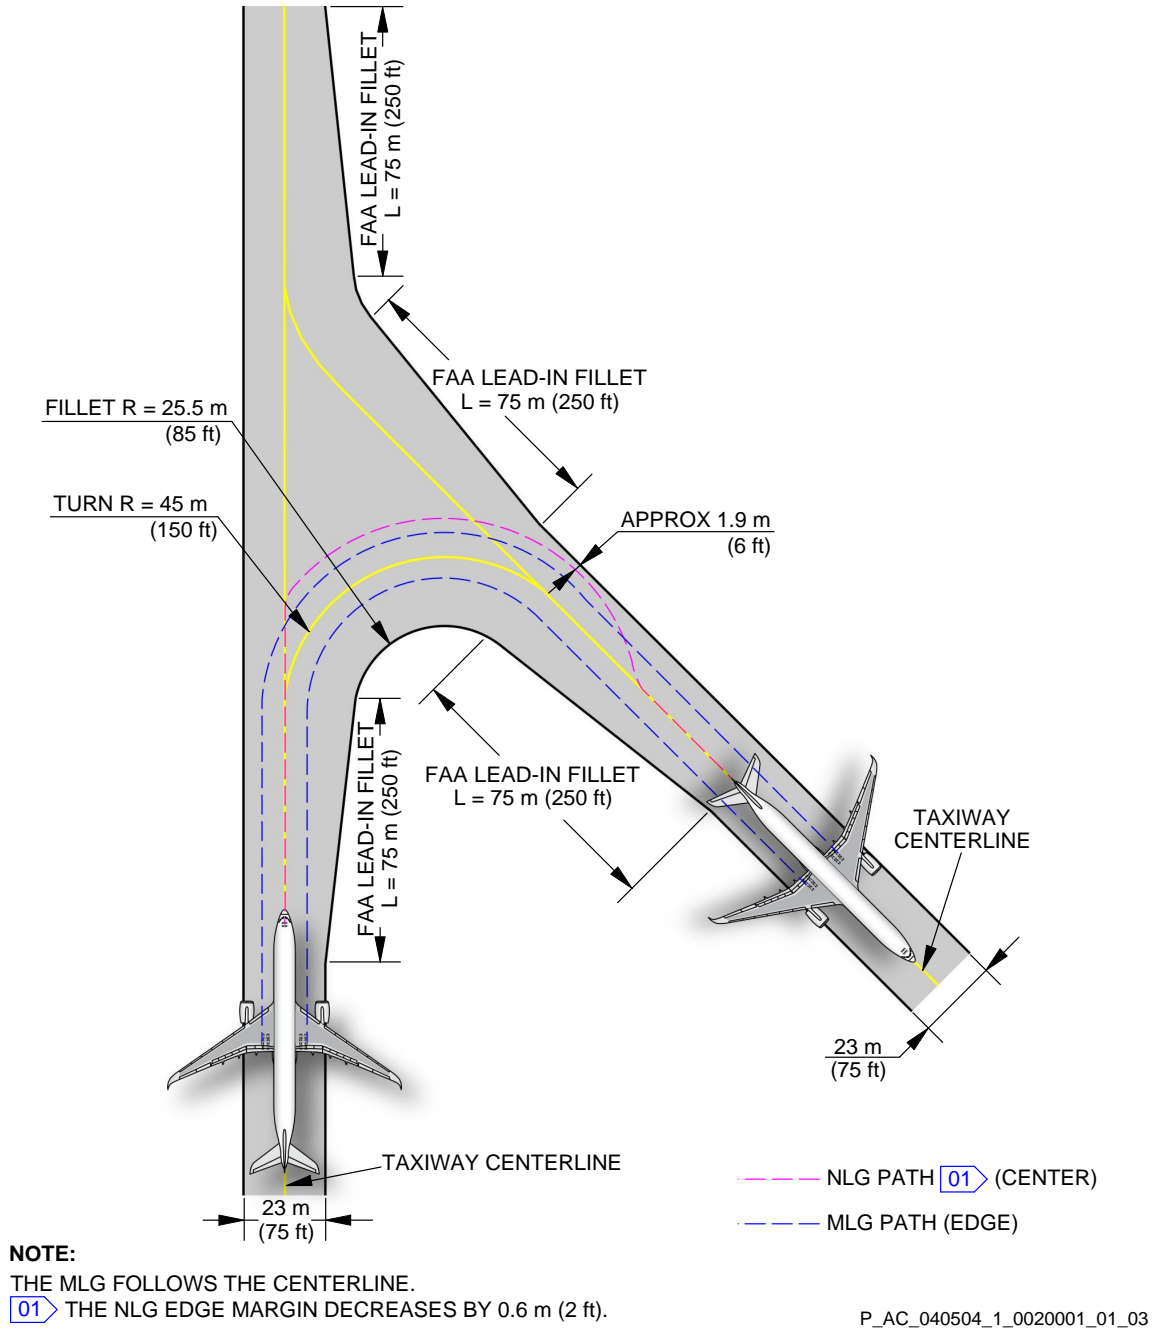 FAA LEAD-IN FILLET
L = 75 m (250 ft)
FAA LEAD-IN FILLET
L = 75 m (250 ft)
FILLET R = 25.5 m
(85 ft)
TURN R = 45 m
(150 ft)
APPROX 1.9 m
(6 ft)
FAA LEAD-IN FILLET
L = 75 m (250 ft)
FAA LEAD-IN FILLET
L = 75 m (250 ft)
TAXIWAY
CENTERLINE
23 m
(75 ft)
TAXIWAY CENTERLINE
23 m
(75 ft)
NLG PATH 01 (CENTER)
MLG PATH (EDGE)
NOTE:
THE MLG FOLLOWS THE CENTERLINE.
01 THE NLG EDGE MARGIN DECREASES BY 0.6 m (2 ft).
P_AC_040504_1_0020001_01_03